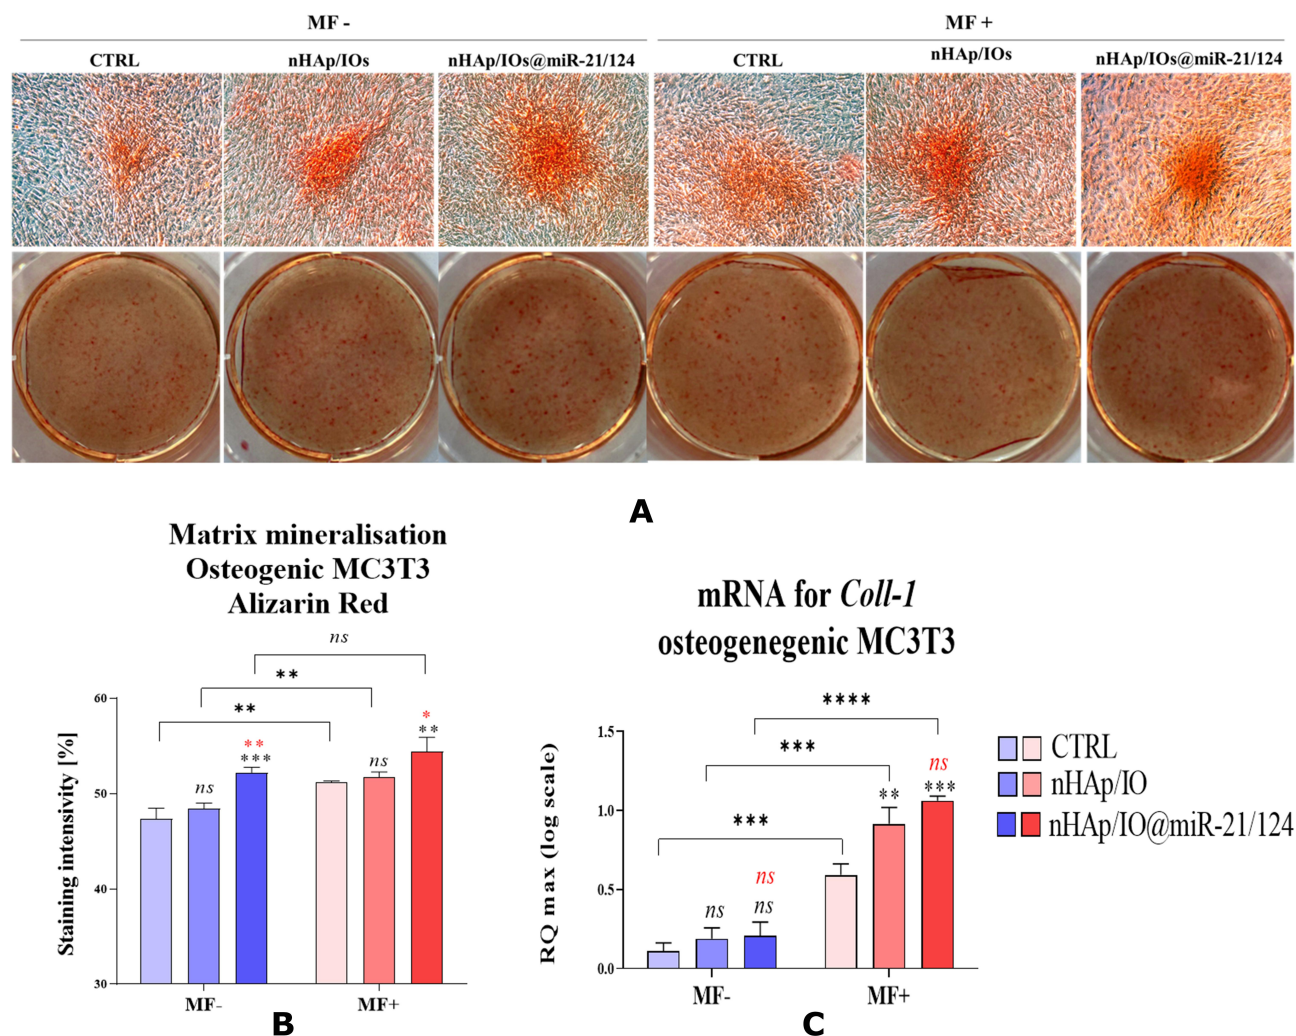 MF -
MF +
CTRL
nHAp/IOs
nHAp/IOs@miR-21/124
CTRL
nHAp/IOs
nHAp/IOs@miR-21/124
A
Matrix mineralisation
Osteogenic MC3T3
Alizarin Red
ns
**
**
*
**
**
***
ns
ns
60
50
40
30
Staining intensivity [%]
MF-
MF+
B
mRNA for Coll-1
osteogenegenic MC3T3
****
***
***
ns
***
**
ns
ns
ns
1.5
1.0
0.5
0.0
RQ max (log scale)
MF-
MF+
C
CTRL
nHAp/IO
nHAp/IO@miR-21/124